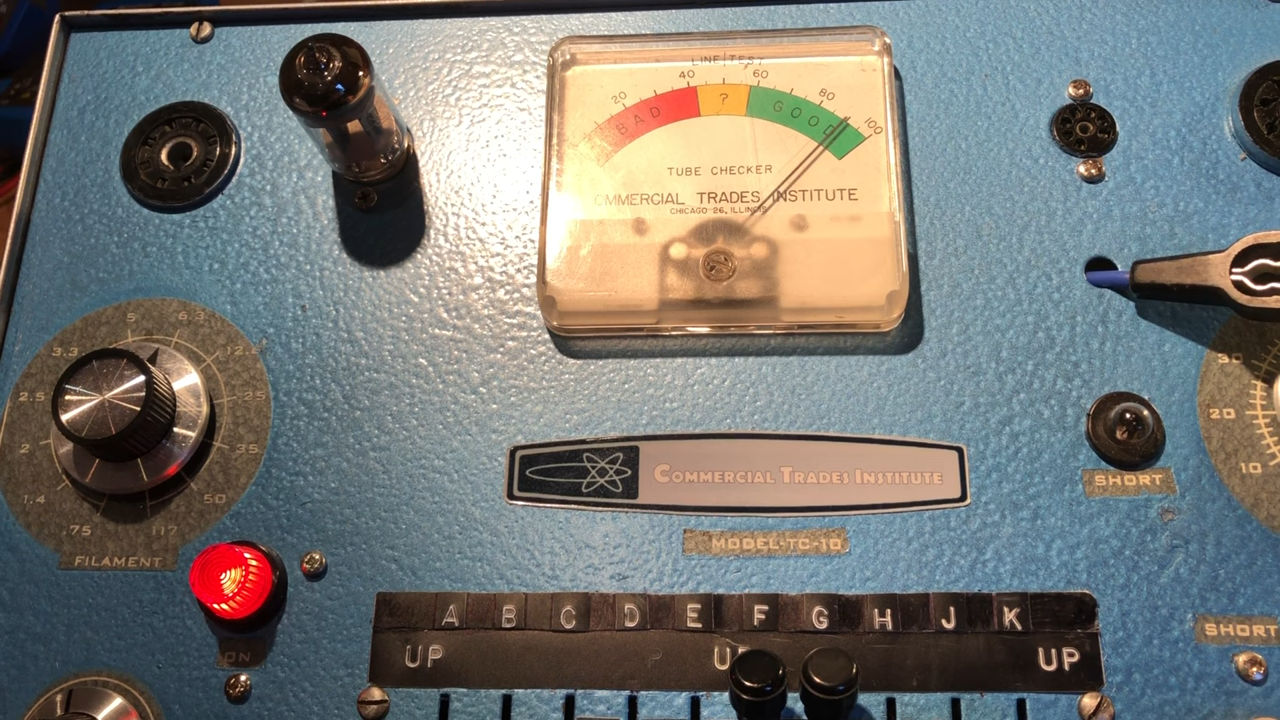 LINE TEST
20 40 60 80 100
BAD ? GOOD
TUBE CHECKER
OMMERCIAL TRADES INSTITUTE
CHICAGO 26, ILLINOIS
5 6.3
3.3 12.6
2.5 25
2 35
1.4 50
.75 117
FILAMENT
30
20
10
SHORT
COMMERCIAL TRADES INSTITUTE
MODEL-TC-10
ON
A B C D E F G H J K
UP UP UP
SHORT